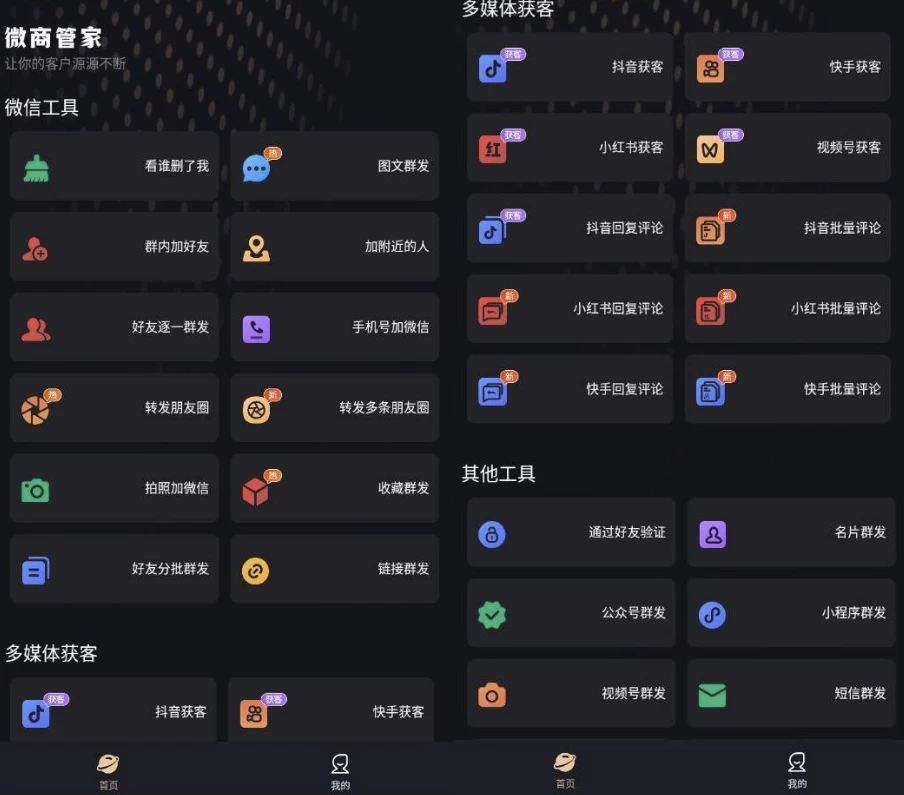 微商管家
让你的客户源源不断
微信工具
看谁删了我
热
图文群发
群内加好友
加附近的人
好友逐一群发
手机号加微信
热
转发朋友圈
新
转发多条朋友圈
拍照加微信
热
收藏群发
好友分批群发
链接群发
多媒体获客
获客
抖音获客
获客
快手获客
首页
我的
多媒体获客
获客
抖音获客
获客
快手获客
获客
红
小红书获客
获客
视频号获客
获客
抖音回复评论
新
抖音批量评论
新
小红书回复评论
新
小红书批量评论
新
快手回复评论
新
快手批量评论
其他工具
通过好友验证
名片群发
公众号群发
小程序群发
视频号群发
短信群发
首页
我的